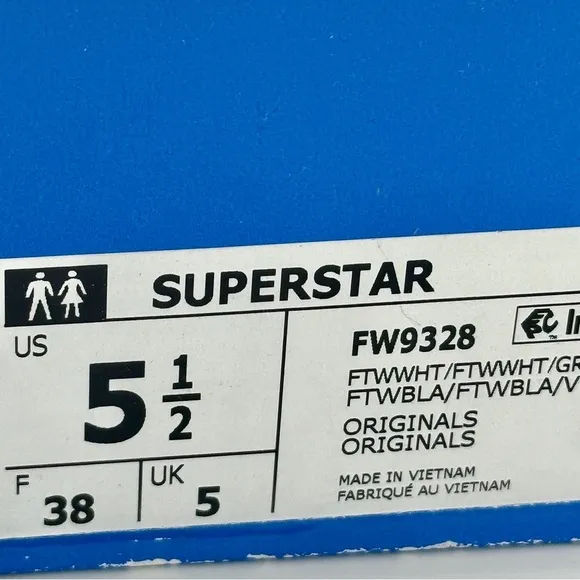 SUPERSTAR
US
5 1/2
F 38
UK 5
FW9328
FTWWHT/FTWWHT/GR
FTWBLA/FTWBLA/V
ORIGINALS
ORIGINALS
MADE IN VIETNAM
FABRIQUÉ AU VIETNAM